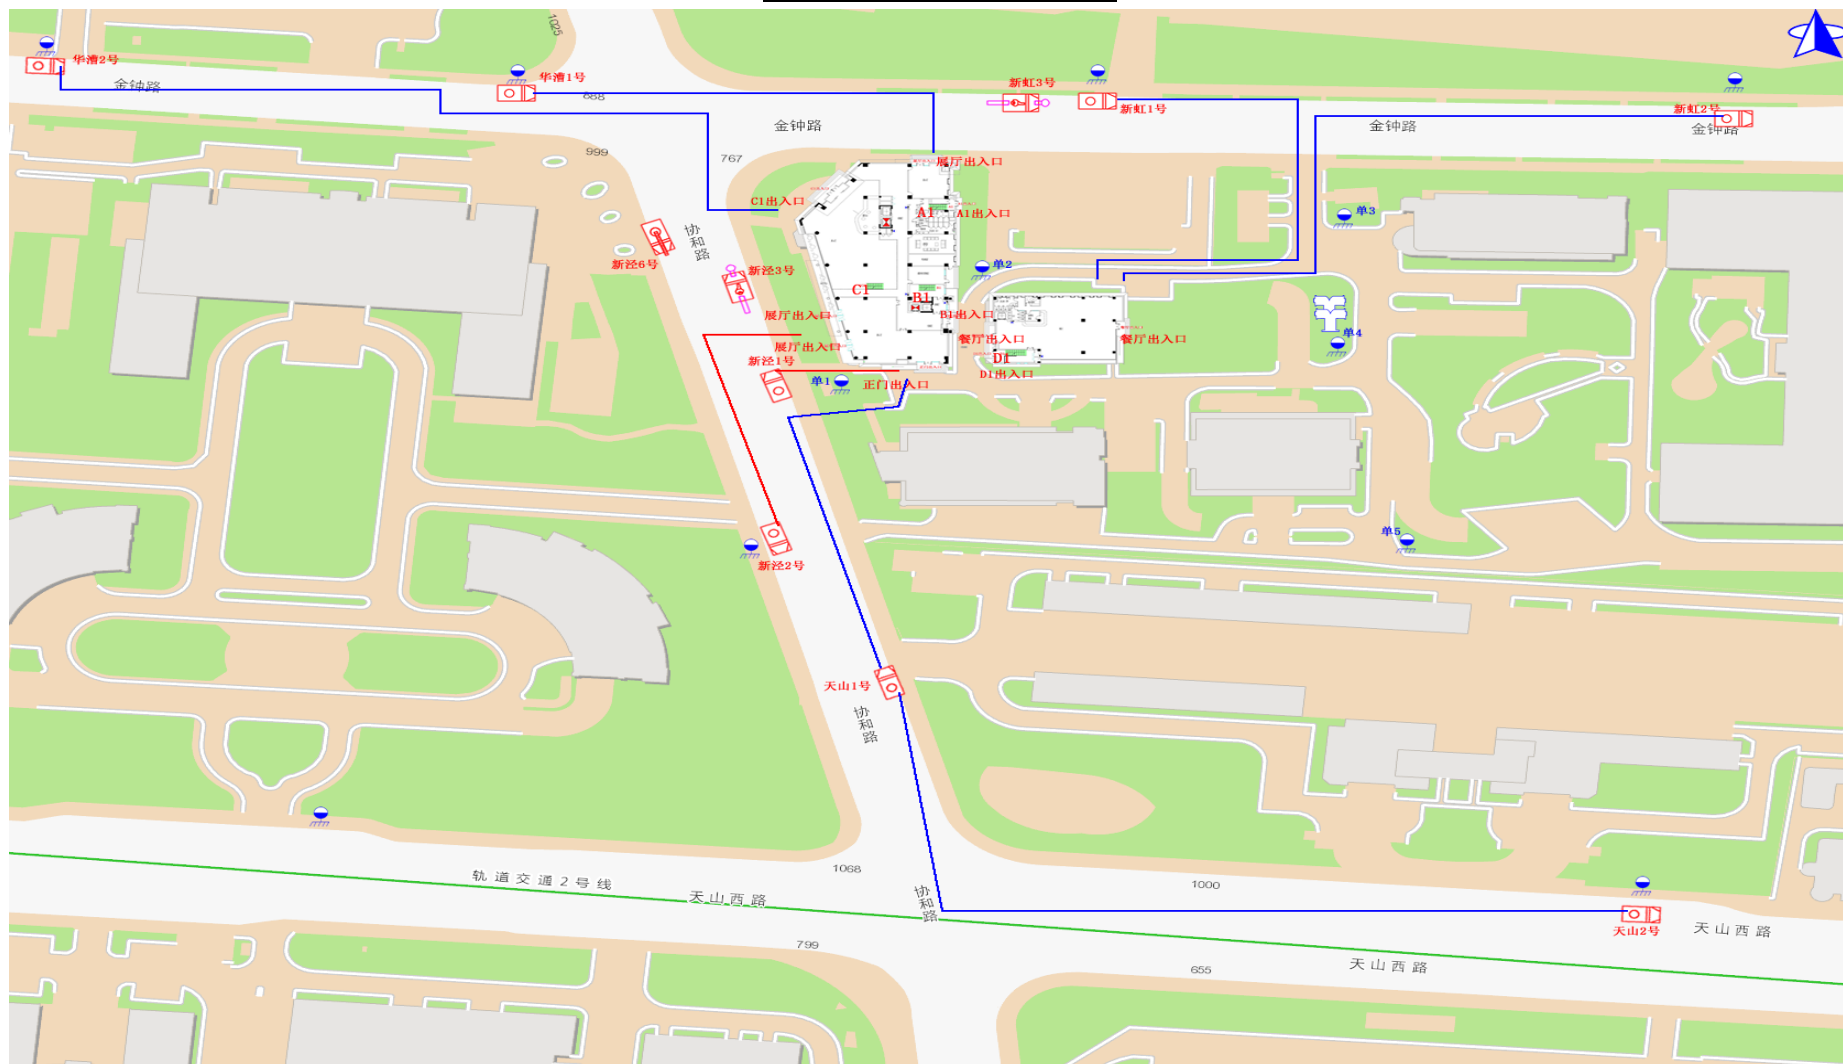 1025
华漕2号
金钟路
华漕1号
688
新虹3号
新虹1号
新虹2号
金钟路
金钟路
金钟路
999
767
展厅出入口
C1出入口
A1
A1出入口
单3
协和路
新泾6号
新泾3号
单2
C1
B1
展厅出入口
B1出入口
单4
展厅出入口
餐厅出入口
餐厅出入口
新泾1号
D1
D1出入口
单1
正门出入口
单5
新泾2号
天山1号
协和路
1068
轨道交通2号线
天山西路
1000
协和路
天山2号
天山西路
799
655
天山西路